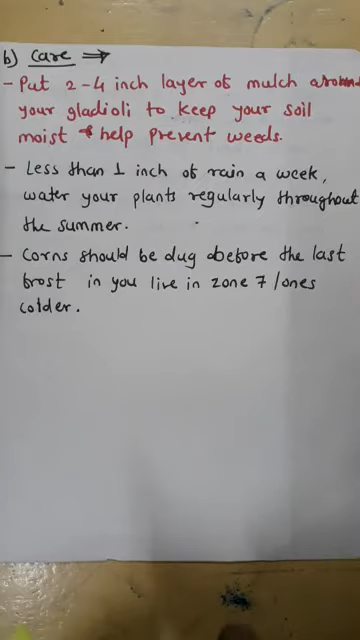 b) Care ⇒
- Put 2-4 inch layer of mulch around
your gladioli to keep your soil
moist & help prevent weeds.
- Less than 1 inch of rain a week,
water your plants regularly throughout
the summer.
- Corns should be dug before the last
frost in you live in zone 7/ones
colder.